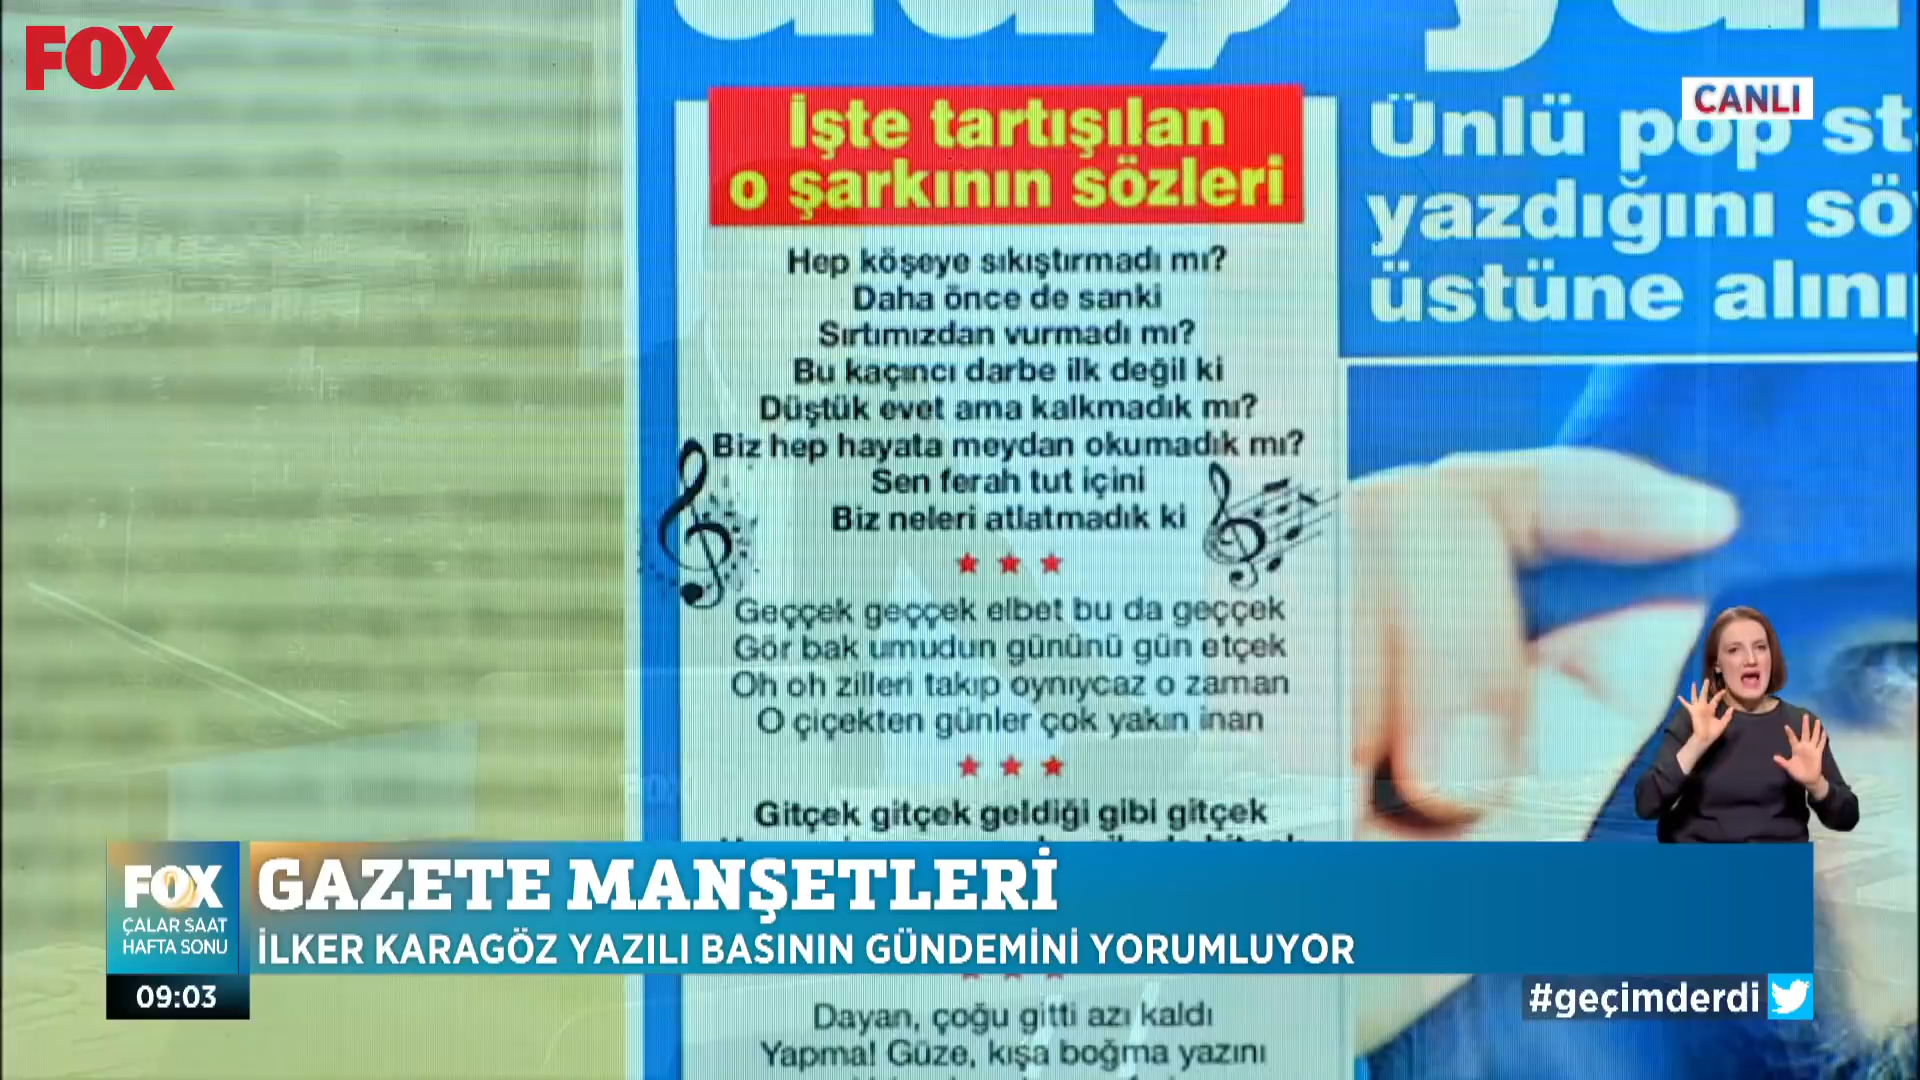 FOX
CANLI
İşte tartışılan
o şarkının sözleri
Hep köşeye sıkıştırmadı mı?
Daha önce de sanki
Sırtımızdan vurmadı mı?
Bu kaçıncı darbe ilk değil ki
Düştük evet ama kalkmadık mı?
Biz hep hayata meydan okumadık mı?
Sen ferah tut içini
Biz neleri atlatmadık ki
Geççek geççek elbet bu da geççek
Gör bak umudun gününü gün etçek
Oh oh zilleri takıp oynıycaz o zaman
O çiçekten günler çok yakın inan
Gitçek gitçek geldiği gibi gitçek
Dayan, çoğu gitti azı kaldı
Yapma! Güze, kışa boğma yazını
Ünlü pop
yazdığını
üstüne
FOX
ÇALAR SAAT
HAFTA SONU
09:03
GAZETE MANŞETLERİ
İLKER KARAGÖZ YAZILI BASININ GÜNDEMİNİ YORUMLUYOR
#geçimderdi